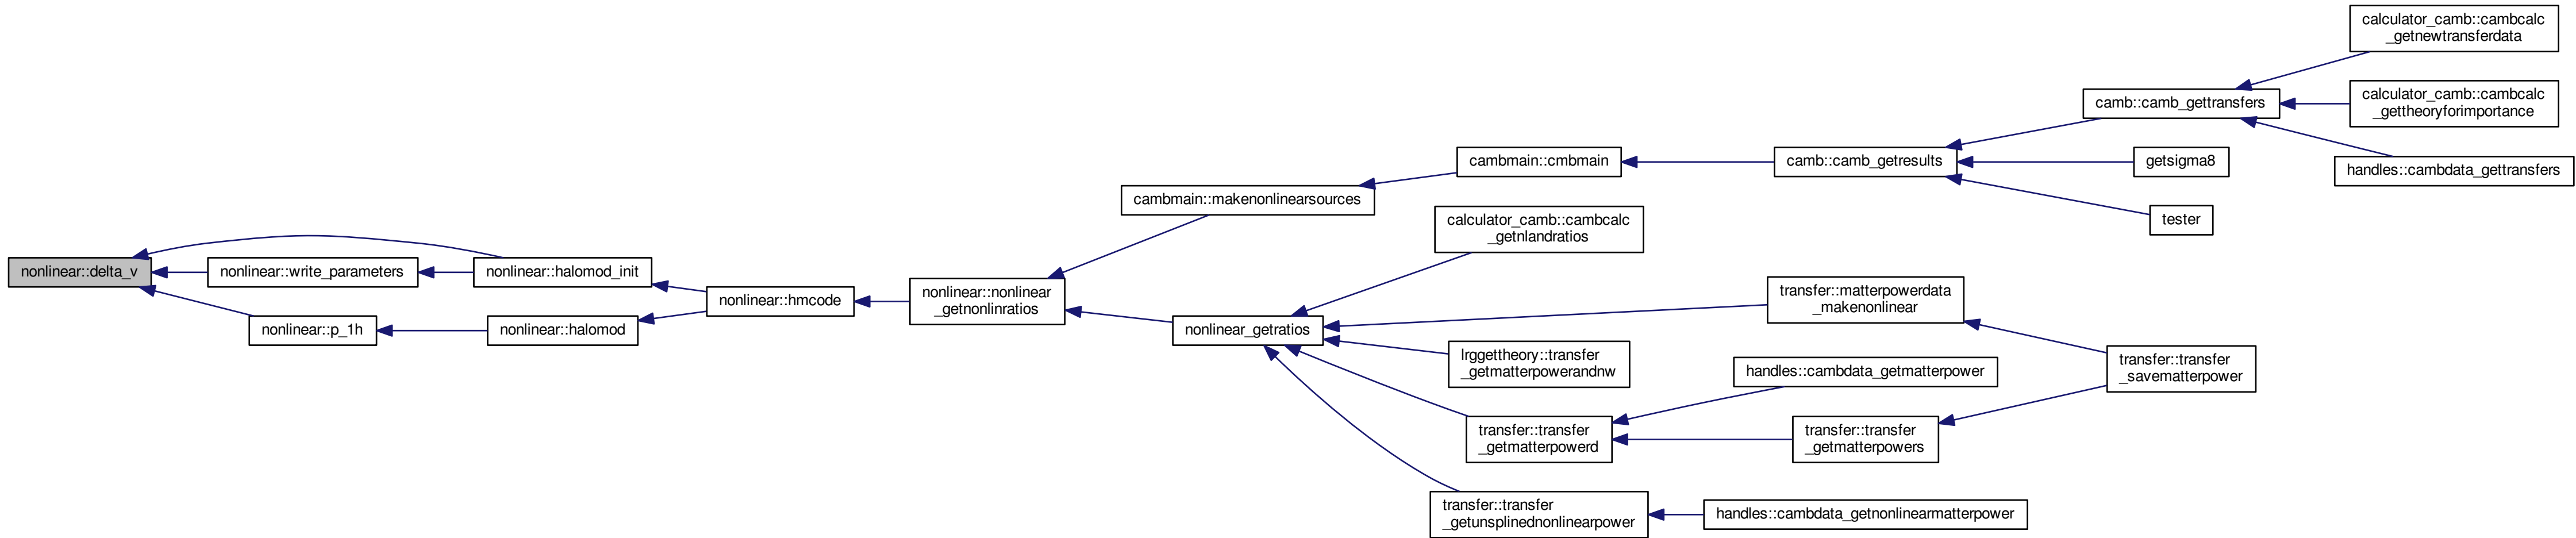 nonlinear::delta_v
nonlinear::write_parameters
nonlinear::p_1h
nonlinear::halomod_init
nonlinear::halomod
nonlinear::hmcode
nonlinear::nonlinear
_getnonlinratios
cambmain::makenonlinearsources
nonlinear_getratios
cambmain::cmbmain
calculator_camb::cambcalc
_getnlandratios
lrggettheory::transfer
_getmatterpowerandnw
transfer::transfer
_getmatterpowerd
transfer::transfer
_getunsplinednonlinearpower
camb::camb_getresults
transfer::matterpowerdata
_makenonlinear
handles::cambdata_getmatterpower
transfer::transfer
_getmatterpowers
handles::cambdata_getnonlinearmatterpower
camb::camb_gettransfers
getsigma8
tester
transfer::transfer
_savematterpower
calculator_camb::cambcalc
_getnewtransferdata
calculator_camb::cambcalc
_gettheoryforimportance
handles::cambdata_gettransfers